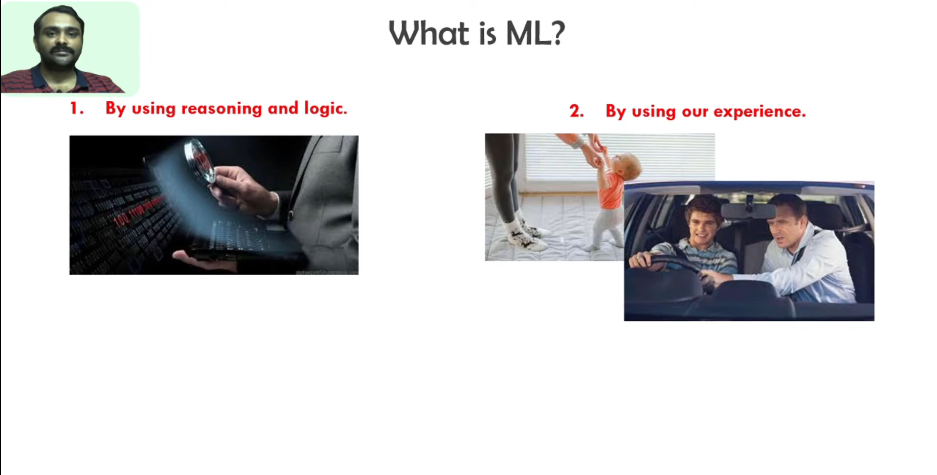 What is ML?
1. By using reasoning and logic.
2. By using our experience.